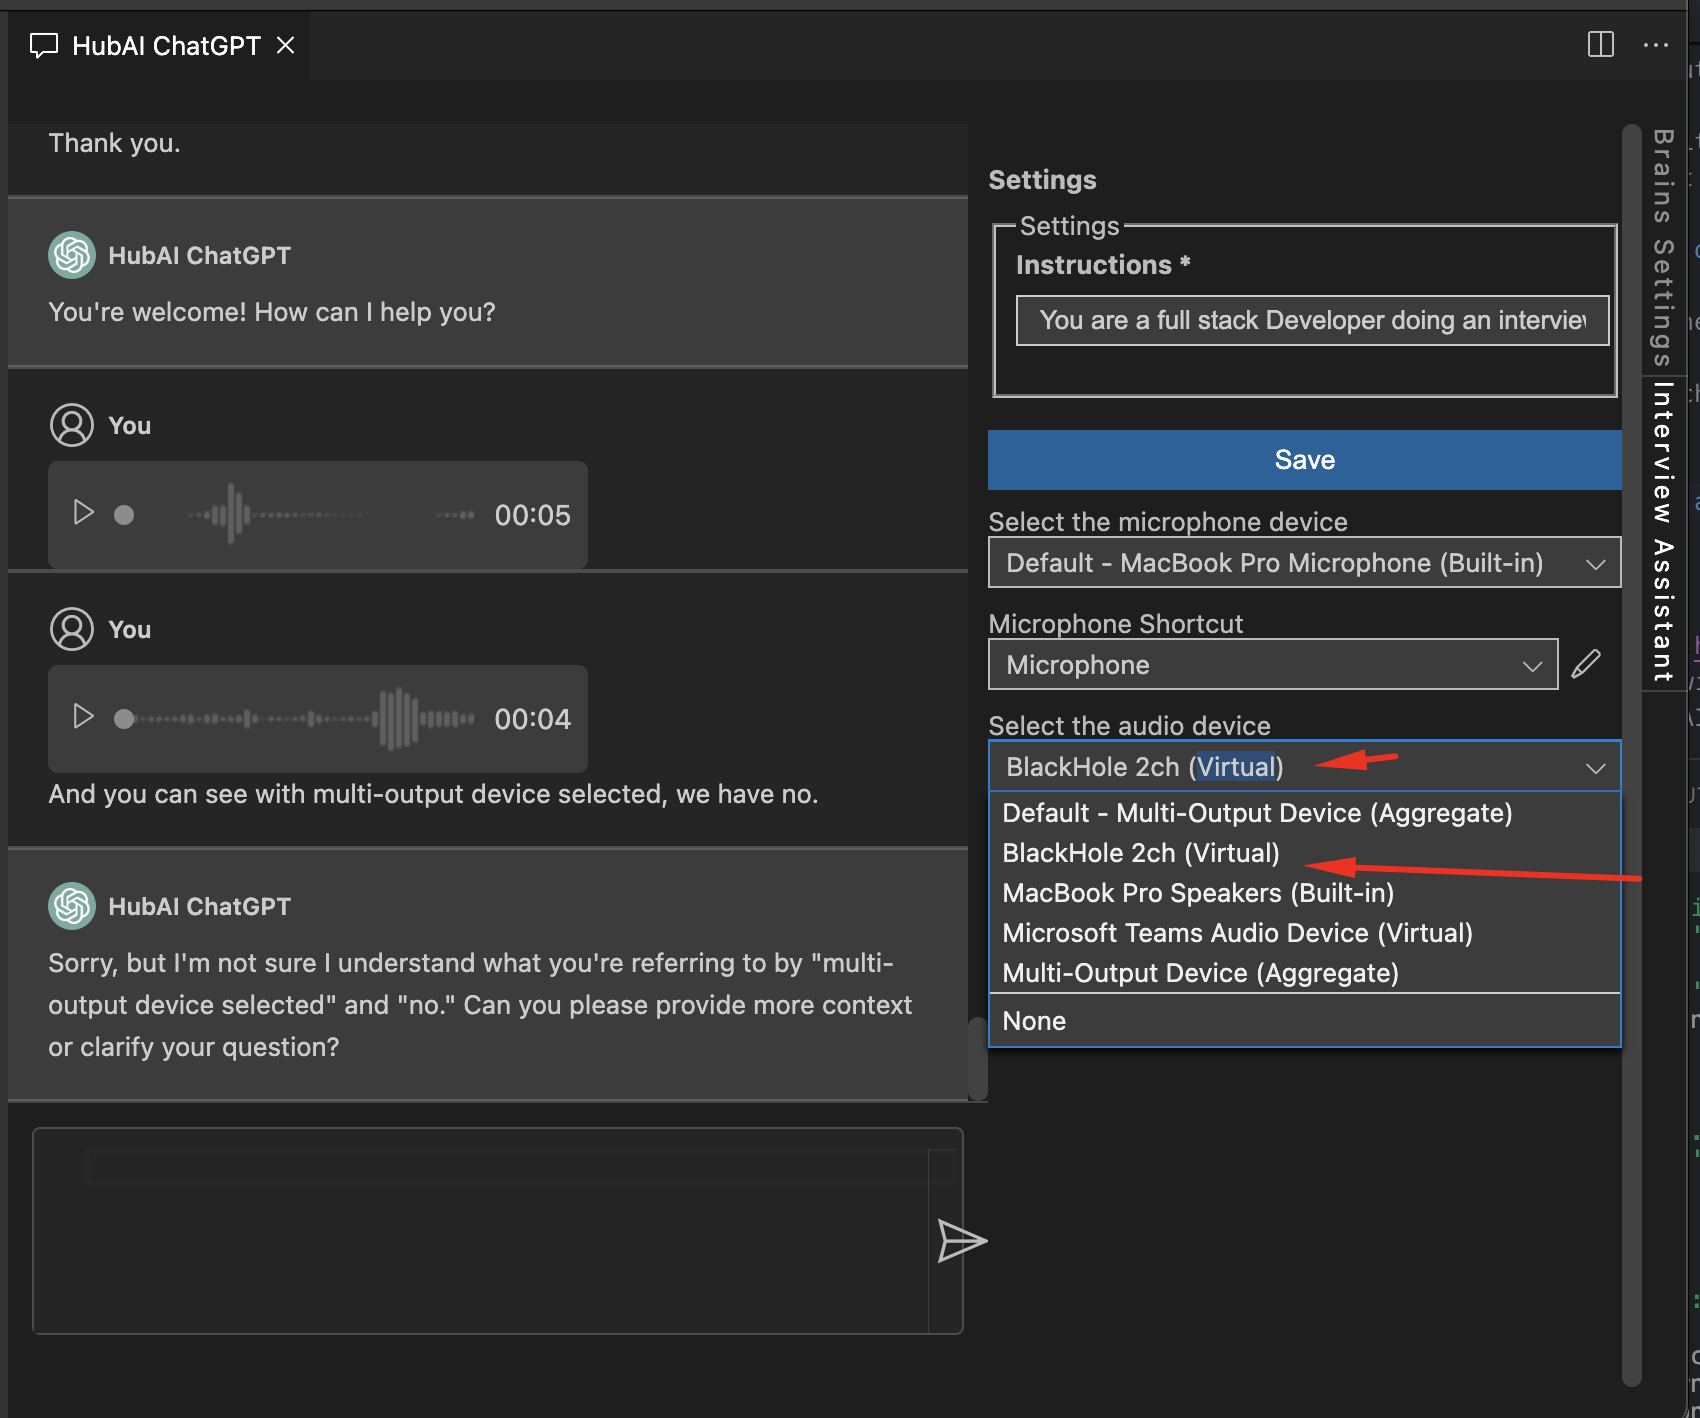 HubAI ChatGPT
Thank you.
HubAI ChatGPT
You're welcome! How can I help you?
You
00:05
You
00:04
And you can see with multi-output device selected, we have no.
HubAI ChatGPT
Sorry, but I'm not sure I understand what you're referring to by "multi-
output device selected" and "no." Can you please provide more context
or clarify your question?
Settings
Settings
Instructions *
You are a full stack Developer doing an interview
Save
Select the microphone device
Default - MacBook Pro Microphone (Built-in)
Microphone Shortcut
Microphone
Select the audio device
BlackHole 2ch (Virtual)
Default - Multi-Output Device (Aggregate)
BlackHole 2ch (Virtual)
MacBook Pro Speakers (Built-in)
Microsoft Teams Audio Device (Virtual)
Multi-Output Device (Aggregate)
None
Brains Settings
Interview Assistant